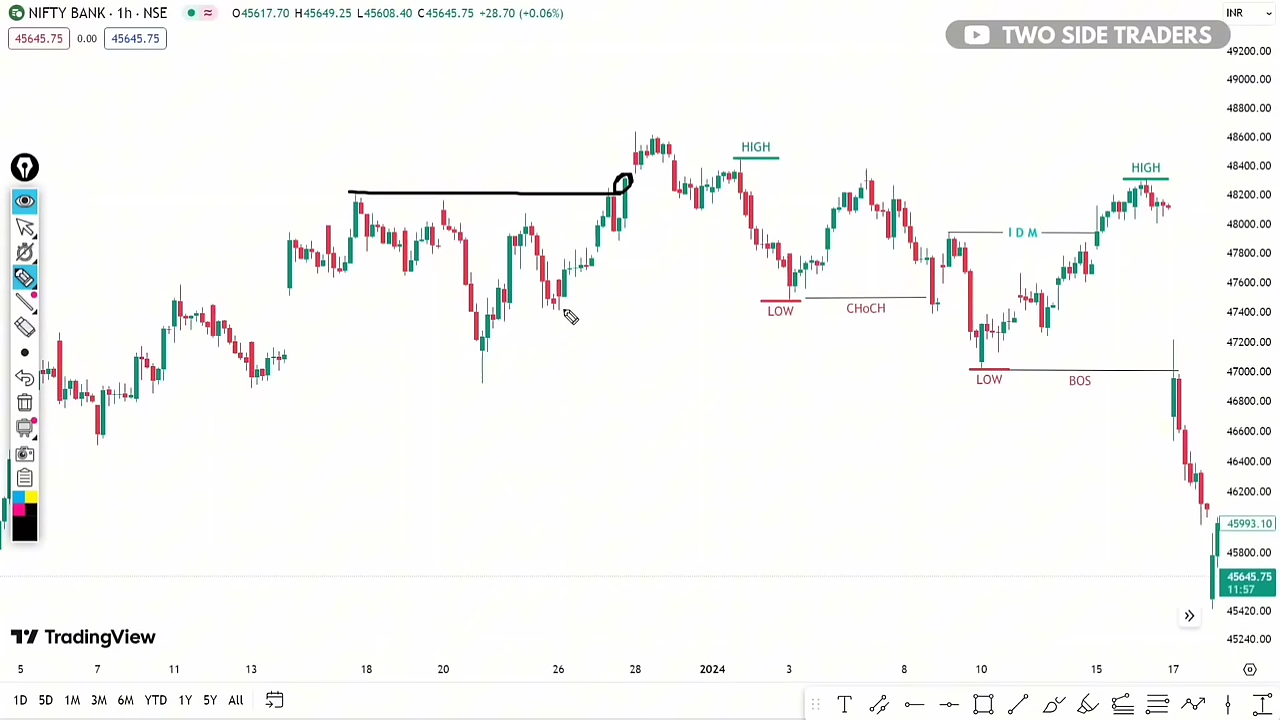 NIFTY BANK · 1h · NSE
O45617.70 H45649.25 L45608.40 C45645.75 +28.70 (+0.06%)
INR
45645.75 0.00 45645.75
TWO SIDE TRADERS
49200.00
49000.00
48800.00
48600.00
48400.00
48200.00
48000.00
47800.00
47600.00
47400.00
47200.00
47000.00
46800.00
46600.00
46400.00
46200.00
45993.10
45800.00
45645.75
11:57
45420.00
45240.00
HIGH
HIGH
I D M
LOW
CHoCH
LOW
BOS
TradingView
5 7 11 13 18 20 26 28 2024 3 8 10 15 17
1D 5D 1M 3M 6M YTD 1Y 5Y All